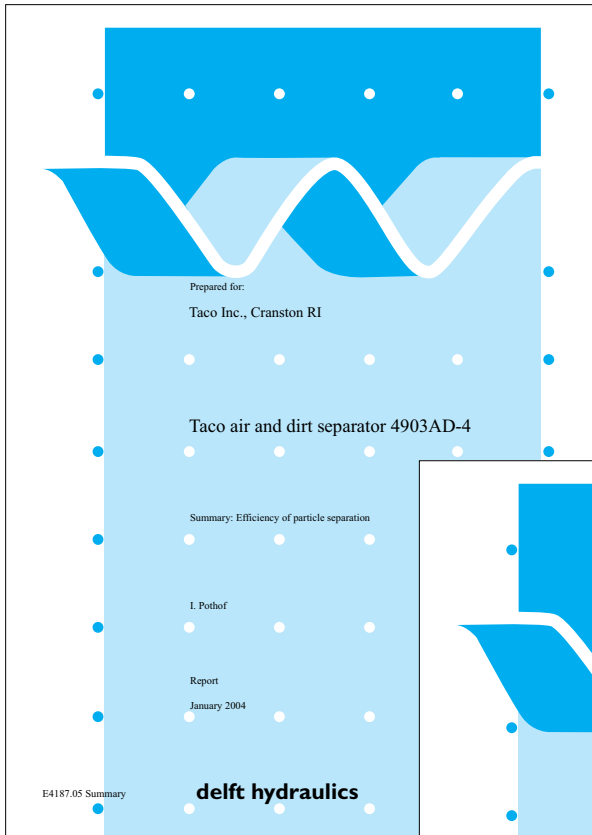 Prepared for:
Taco Inc., Cranston RI
Taco air and dirt separator 4903AD-4
Summary: Efficiency of particle separation
I. Pothof
Report
January 2004
E4187.05 Summary
delft hydraulics